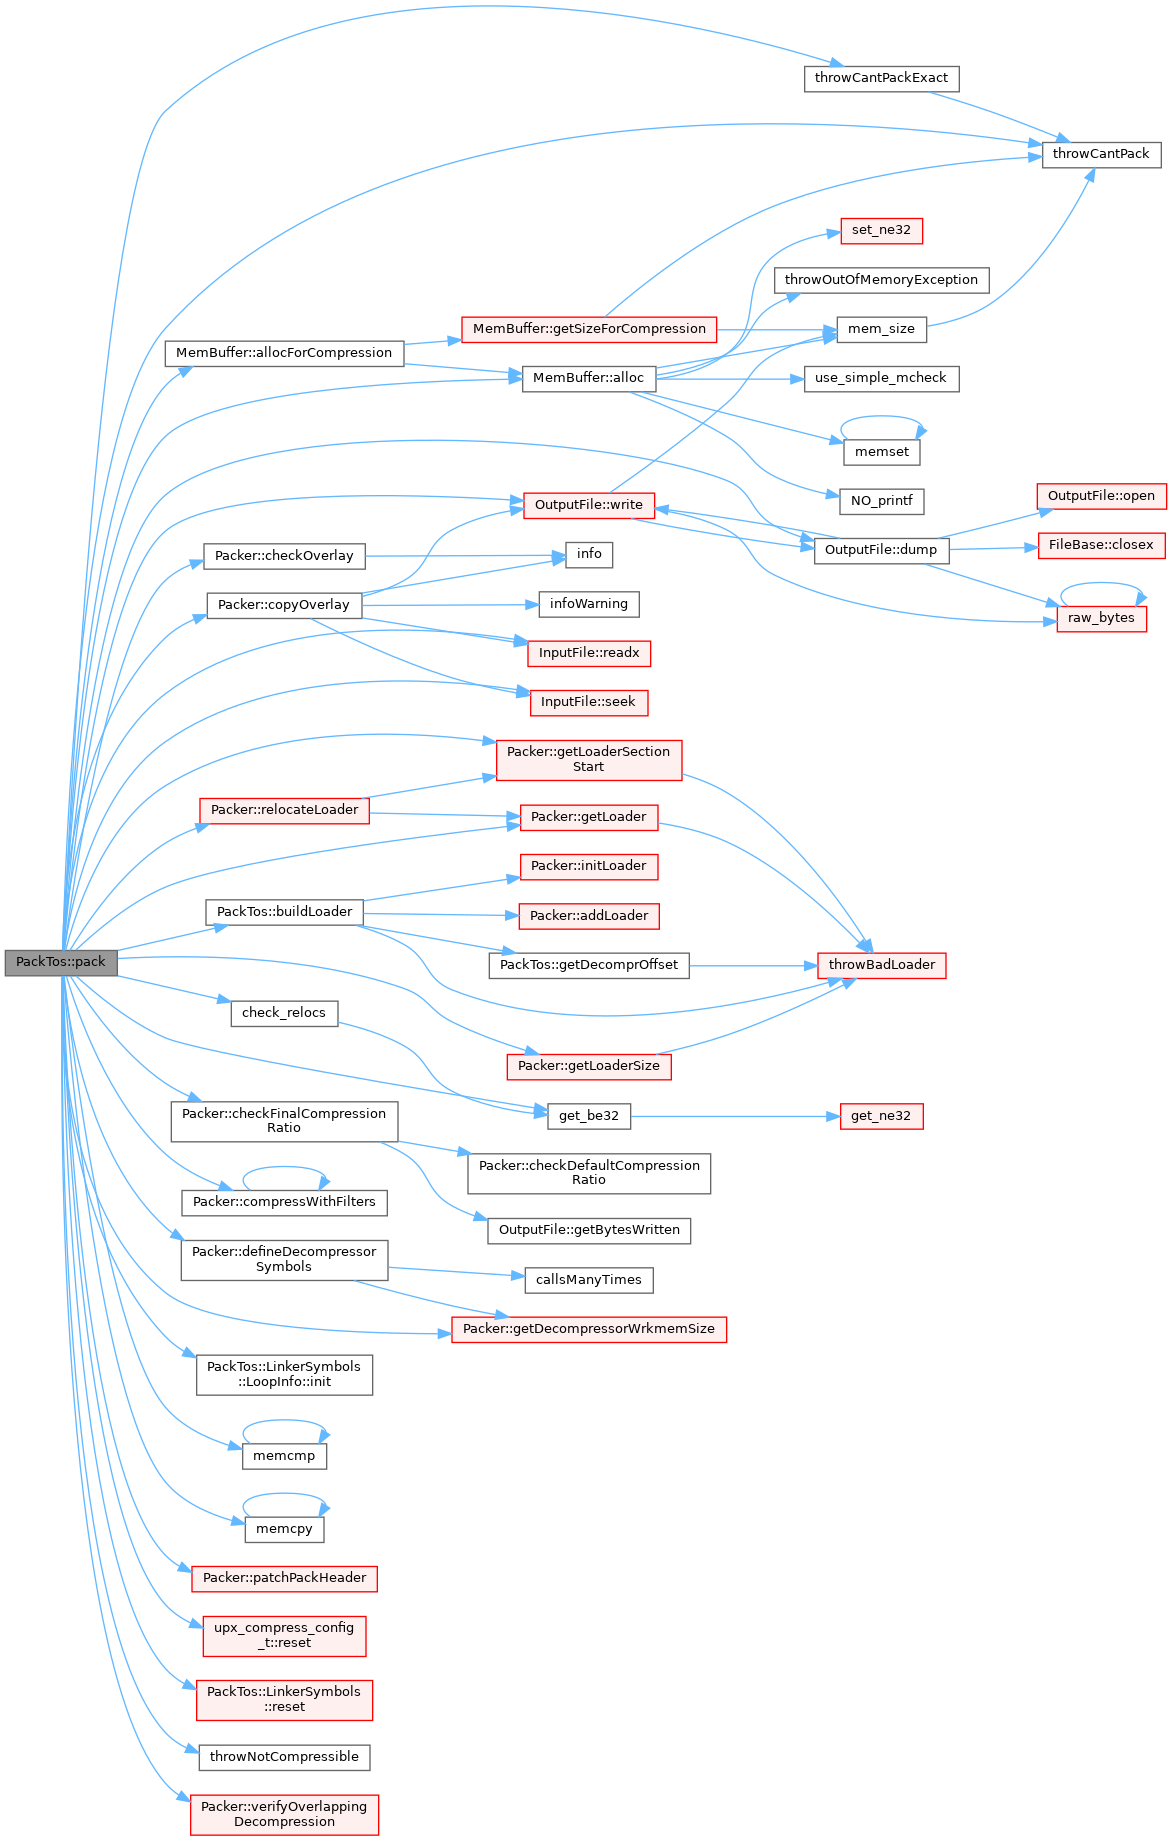 throwCantPackExact
throwCantPack
set_ne32
throwOutOfMemoryException
MemBuffer::getSizeForCompression
mem_size
MemBuffer::allocForCompression
MemBuffer::alloc
use_simple_mcheck
memset
NO_printf
OutputFile::open
OutputFile::write
FileBase::closex
OutputFile::dump
Packer::checkOverlay
info
Packer::copyOverlay
infoWarning
raw_bytes
InputFile::readx
InputFile::seek
Packer::getLoaderSection
Start
Packer::relocateLoader
Packer::getLoader
Packer::initLoader
PackTos::buildLoader
Packer::addLoader
PackTos::pack
PackTos::getDecomprOffset
throwBadLoader
check_relocs
Packer::getLoaderSize
Packer::checkFinalCompression
Ratio
get_be32
get_ne32
Packer::checkDefaultCompression
Ratio
Packer::compressWithFilters
OutputFile::getBytesWritten
Packer::defineDecompressor
Symbols
callsManyTimes
Packer::getDecompressorWrkmemSize
PackTos::LinkerSymbols
::LoopInfo::init
memcmp
memcpy
Packer::patchPackHeader
upx_compress_config
_t::reset
PackTos::LinkerSymbols
::reset
throwNotCompressible
Packer::verifyOverlapping
Decompression